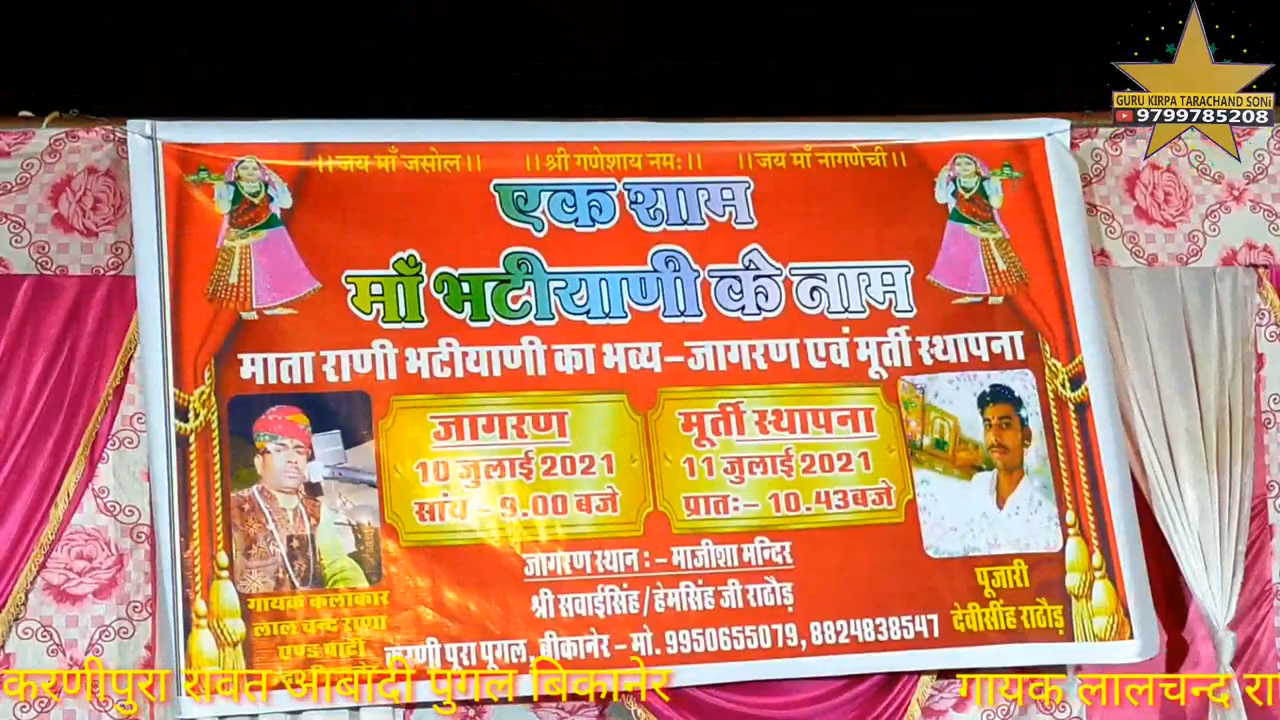 GURU KIRPA TARACHAND SONi
9799785208
।।जय माँ जसोल।। ।।श्री गणेशाय नमः।। ।।जय माँ नागणेची।।
एक शाम
माँ भटीयाणी के नाम
माता राणी भटीयाणी का भव्य-जागरण एवं मूर्ती स्थापना
जागरण
10 जुलाई 2021
सांय - 9.00 बजे
मूर्ती स्थापना
11 जुलाई 2021
प्रातः- 10.43बजे
जागरण स्थान : - माजीशा मन्दिर
श्री सवाईसिंह / हेमसिंह जी राठौड़
करणी पूरा पूगल, बीकानेर - मो. 9950655079, 8824838547
गायक कलाकार
लाल चन्द राणा
एण्ड पार्टी
पूजारी
देवीसींह राठौड़
करणीपुरा रावत आबादी पुगल बिकानेर
गायक लालचन्द रा